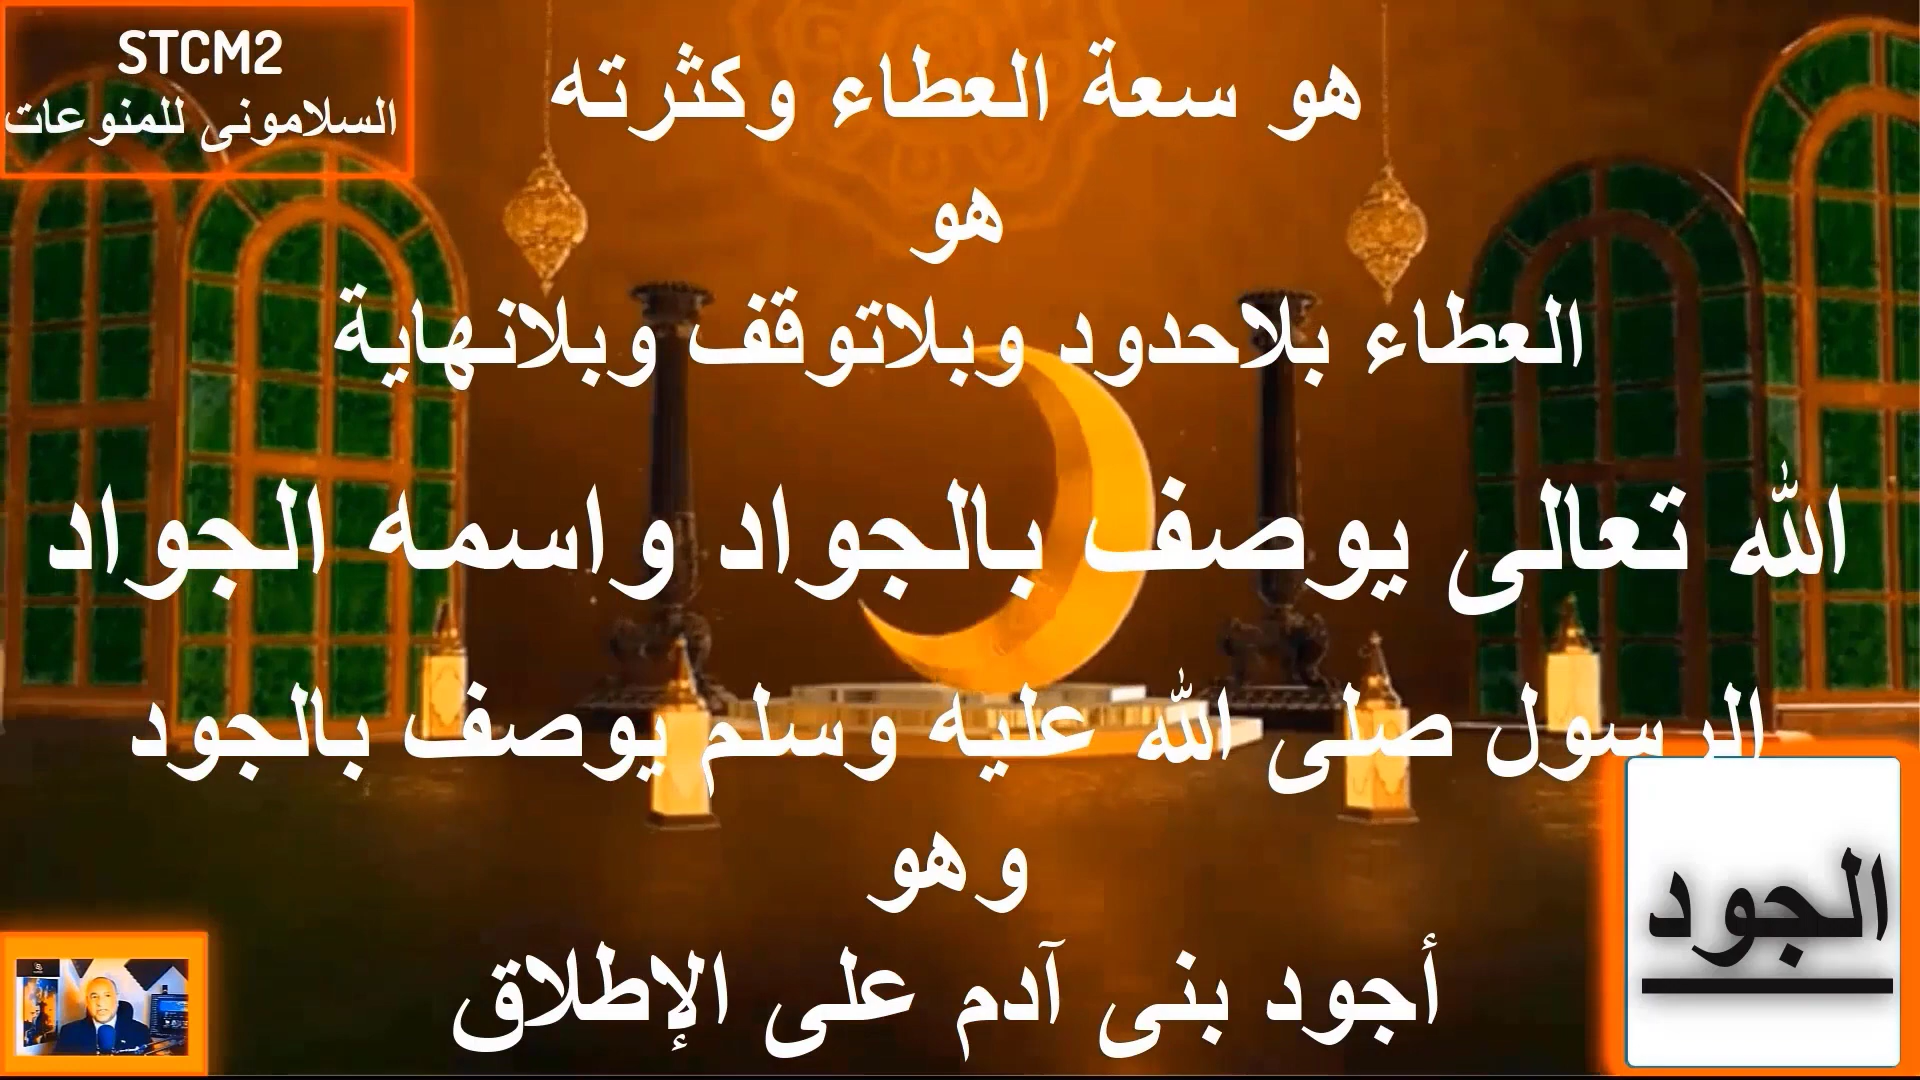 STCM2
السلامونى للمنوعات
هو سعة العطاء وكثرته
هو
العطاء بلاحدود وبلاتوقف وبلانهاية
الله تعالى يوصف بالجواد واسمه الجواد
الرسول صلى الله عليه وسلم يوصف بالجود
وهو
أجود بنى آدم على الإطلاق
الجود